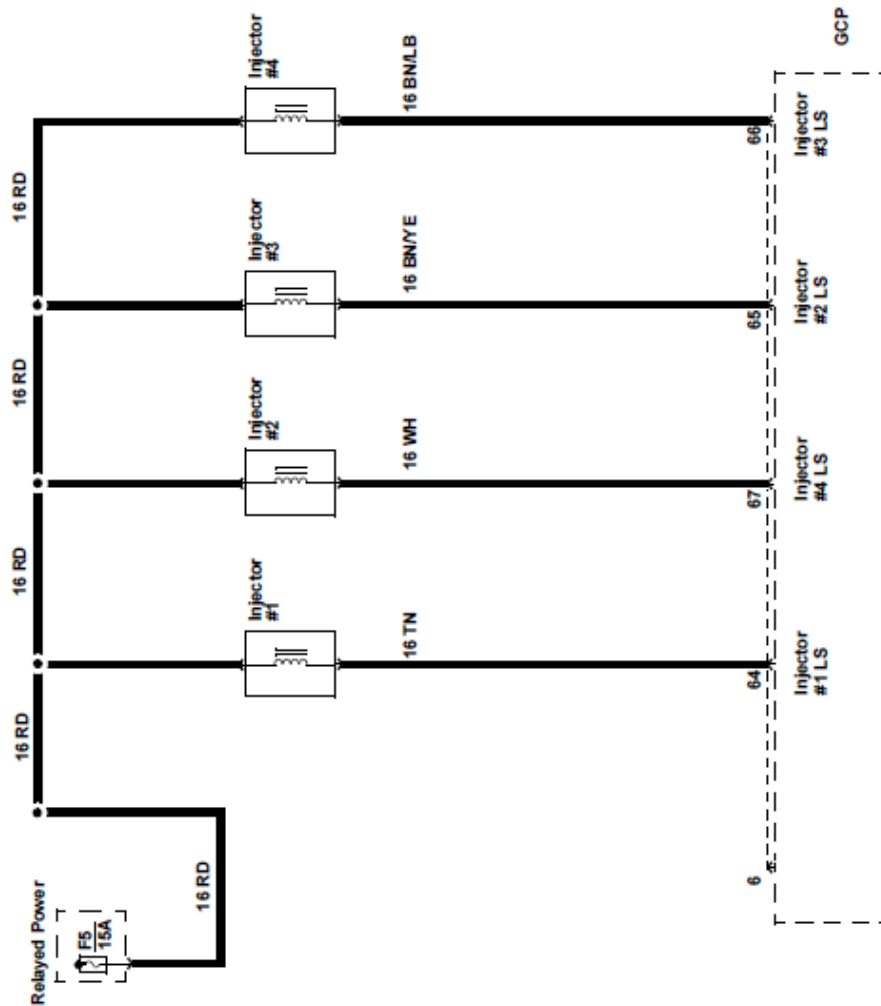 Relayed Power
F5
15A
16 RD
16 RD
16 RD
16 RD
16 RD
Injector
#1
Injector
#2
Injector
#3
Injector
#4
16 TN
16 WH
16 BN/YE
16 BN/LB
6
64
67
65
66
Injector
#1 LS
Injector
#4 LS
Injector
#2 LS
Injector
#3 LS
GCP